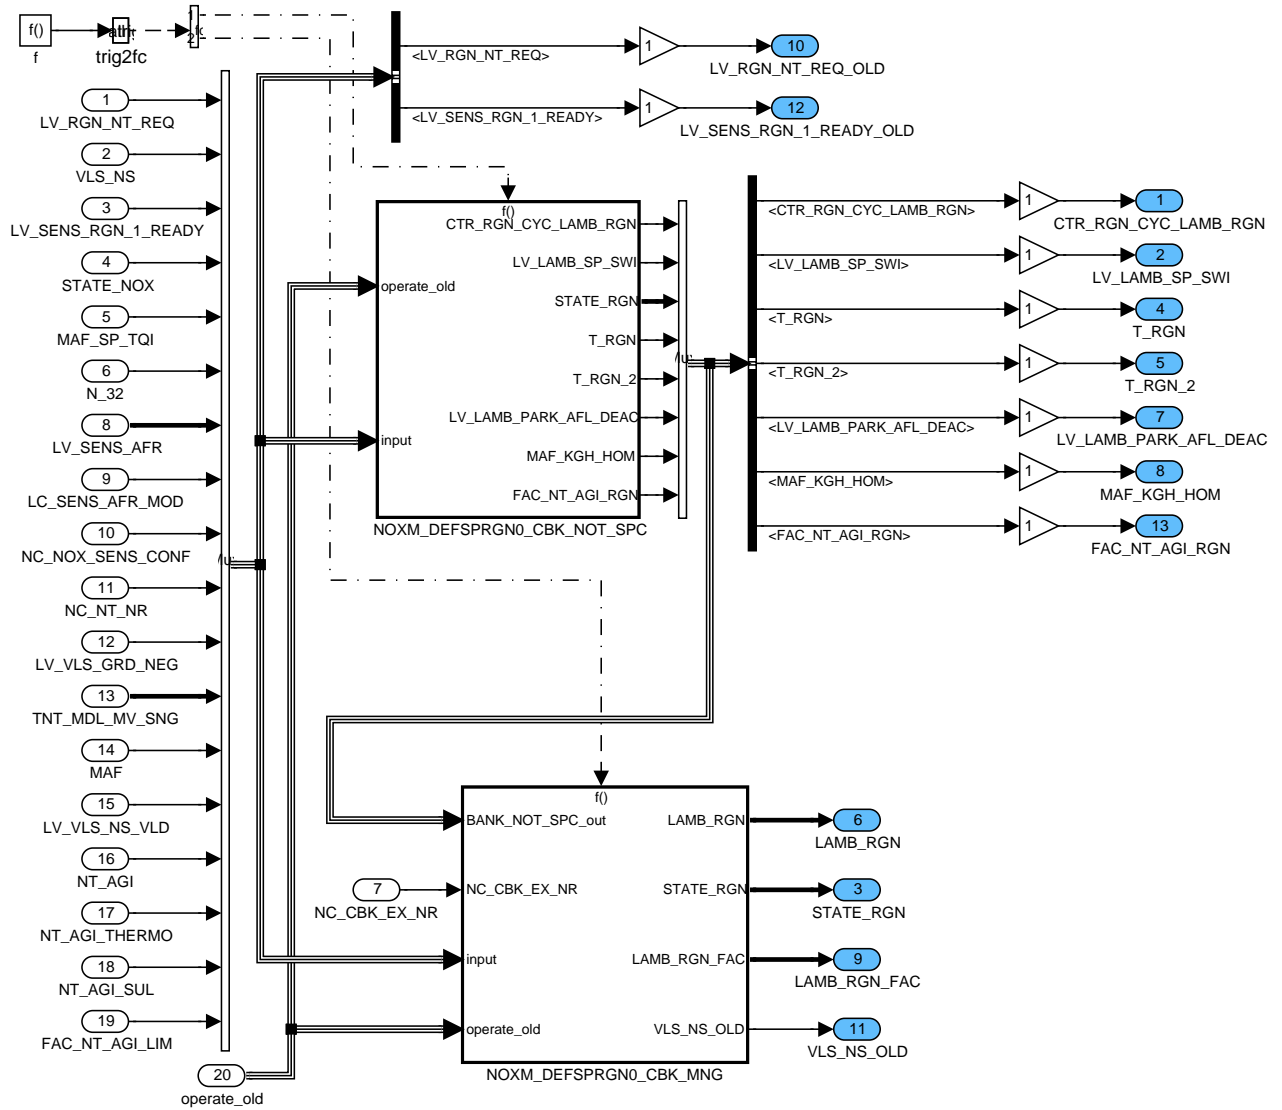 f()
f
trig2fc
1
2
1
LV_RGN_NT_REQ
2
VLS_NS
3
LV_SENS_RGN_1_READY
4
STATE_NOX
5
MAF_SP_TQI
6
N_32
8
LV_SENS_AFR
9
LC_SENS_AFR_MOD
10
NC_NOX_SENS_CONF
11
NC_NT_NR
12
LV_VLS_GRD_NEG
13
TNT_MDL_MV_SNG
14
MAF
15
LV_VLS_NS_VLD
16
NT_AGI
17
NT_AGI_THERMO
18
NT_AGI_SUL
19
FAC_NT_AGI_LIM
20
operate_old
<LV_RGN_NT_REQ>
1
10
LV_RGN_NT_REQ_OLD
<LV_SENS_RGN_1_READY>
1
12
LV_SENS_RGN_1_READY_OLD
f()
operate_old
input
CTR_RGN_CYC_LAMB_RGN
LV_LAMB_SP_SWI
STATE_RGN
T_RGN
T_RGN_2
LV_LAMB_PARK_AFL_DEAC
MAF_KGH_HOM
FAC_NT_AGI_RGN
NOXM_DEFSPRGN0_CBK_NOT_SPC
<CTR_RGN_CYC_LAMB_RGN>
1
1
CTR_RGN_CYC_LAMB_RGN
<LV_LAMB_SP_SWI>
1
2
LV_LAMB_SP_SWI
<T_RGN>
1
4
T_RGN
<T_RGN_2>
1
5
T_RGN_2
<LV_LAMB_PARK_AFL_DEAC>
1
7
LV_LAMB_PARK_AFL_DEAC
<MAF_KGH_HOM>
1
8
MAF_KGH_HOM
<FAC_NT_AGI_RGN>
1
13
FAC_NT_AGI_RGN
7
NC_CBK_EX_NR
f()
BANK_NOT_SPC_out
NC_CBK_EX_NR
input
operate_old
LAMB_RGN
STATE_RGN
LAMB_RGN_FAC
VLS_NS_OLD
NOXM_DEFSPRGN0_CBK_MNG
6
LAMB_RGN
3
STATE_RGN
9
LAMB_RGN_FAC
11
VLS_NS_OLD